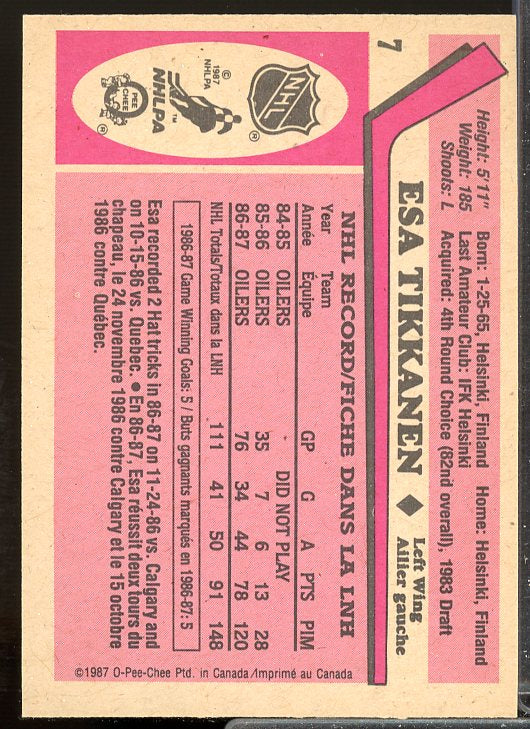 7
Height: 5'11" Born: 1-25-65, Helsinki, Finland Home: Helsinki, Finland
Weight: 185 Last Amateur Club: IFK Helsinki
Shoots: L Acquired: 4th Round Choice (82nd overall), 1983 Draft
ESA TIKKANEN ◆ Left Wing
Ailier gauche
NHL
®
© 1987
NHLPA
™
NHLPA
O
PEE
CHEE
®
NHL RECORD/FICHE DANS LA LNH
Year Team GP G A PTS PIM
Année Équipe
84-85 OILERS DID NOT PLAY
85-86 OILERS 35 7 6 13 28
86-87 OILERS 76 34 44 78 120
NHL Totals/Totaux dans la LNH 111 41 50 91 148
1986-87 Game Winning Goals: 5 / Buts gagnants marqués en 1986-87: 5
Esa recorded 2 Hat tricks in 86-87 on 11-24-86 vs. Calgary and
on 10-15-86 vs. Quebec. ● En 86-87, Esa réussit deux tours du
chapeau, le 24 novembre 1986 contre Calgary et le 15 octobre
1986 contre Québec.
©1987 O-Pee-Chee Ptd. in Canada/Imprimé au Canada